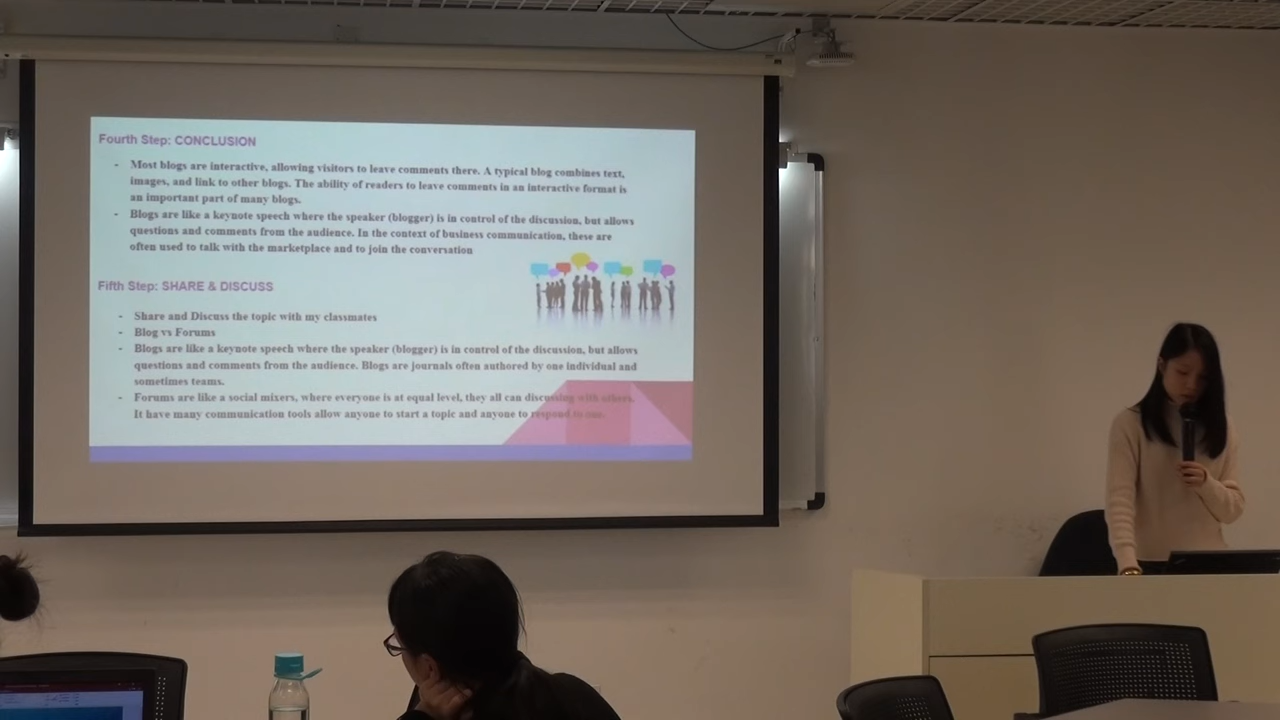 Fourth Step: CONCLUSION
- Most blogs are interactive, allowing visitors to leave comments there. A typical blog combines text,
images, and link to other blogs. The ability of readers to leave comments in an interactive format is
an important part of many blogs.
- Blogs are like a keynote speech where the speaker (blogger) is in control of the discussion, but allows
questions and comments from the audience. In the context of business communication, these are
often used to talk with the marketplace and to join the conversation
Fifth Step: SHARE & DISCUSS
- Share and Discuss the topic with my classmates
- Blog vs Forums
- Blogs are like a keynote speech where the speaker (blogger) is in control of the discussion, but allows
questions and comments from the audience. Blogs are journals often authored by one individual and
sometimes teams.
- Forums are like a social mixers, where everyone is at equal level, they all can discussing with others.
It have many communication tools allow anyone to start a topic and anyone to respond to one.